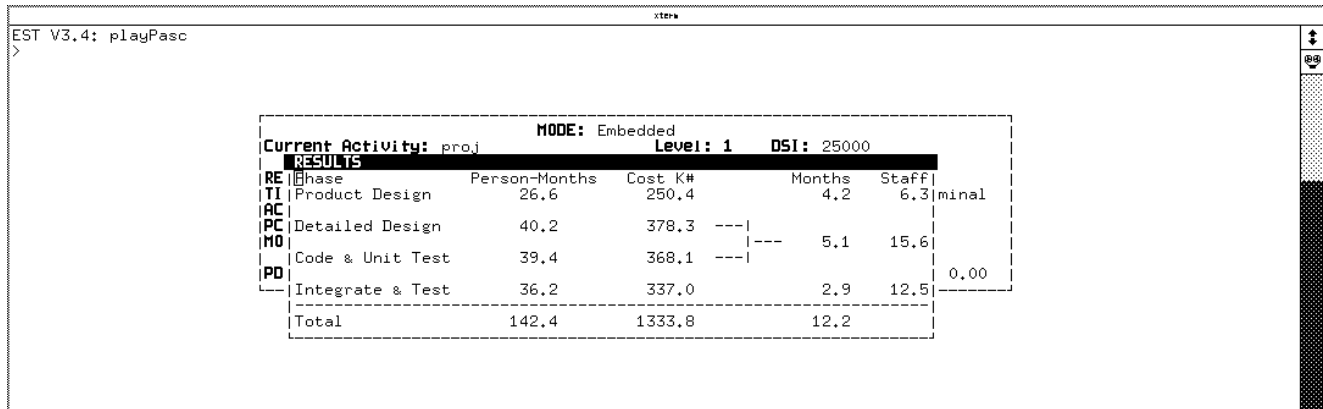 xterm
EST V3.4: playPasc
>
MODE: Embedded
Current Activity: proj Level: 1 DSI: 25000
RESULTS
RE Phase Person-Months Cost K# Months Staff
TI Product Design 26.6 250.4 4.2 6.3 minal
AC
PC Detailed Design 40.2 378.3 ---|
MO |--- 5.1 15.6
Code & Unit Test 39.4 368.1 ---|
PD 0.00
Integrate & Test 36.2 337.0 2.9 12.5
Total 142.4 1333.8 12.2